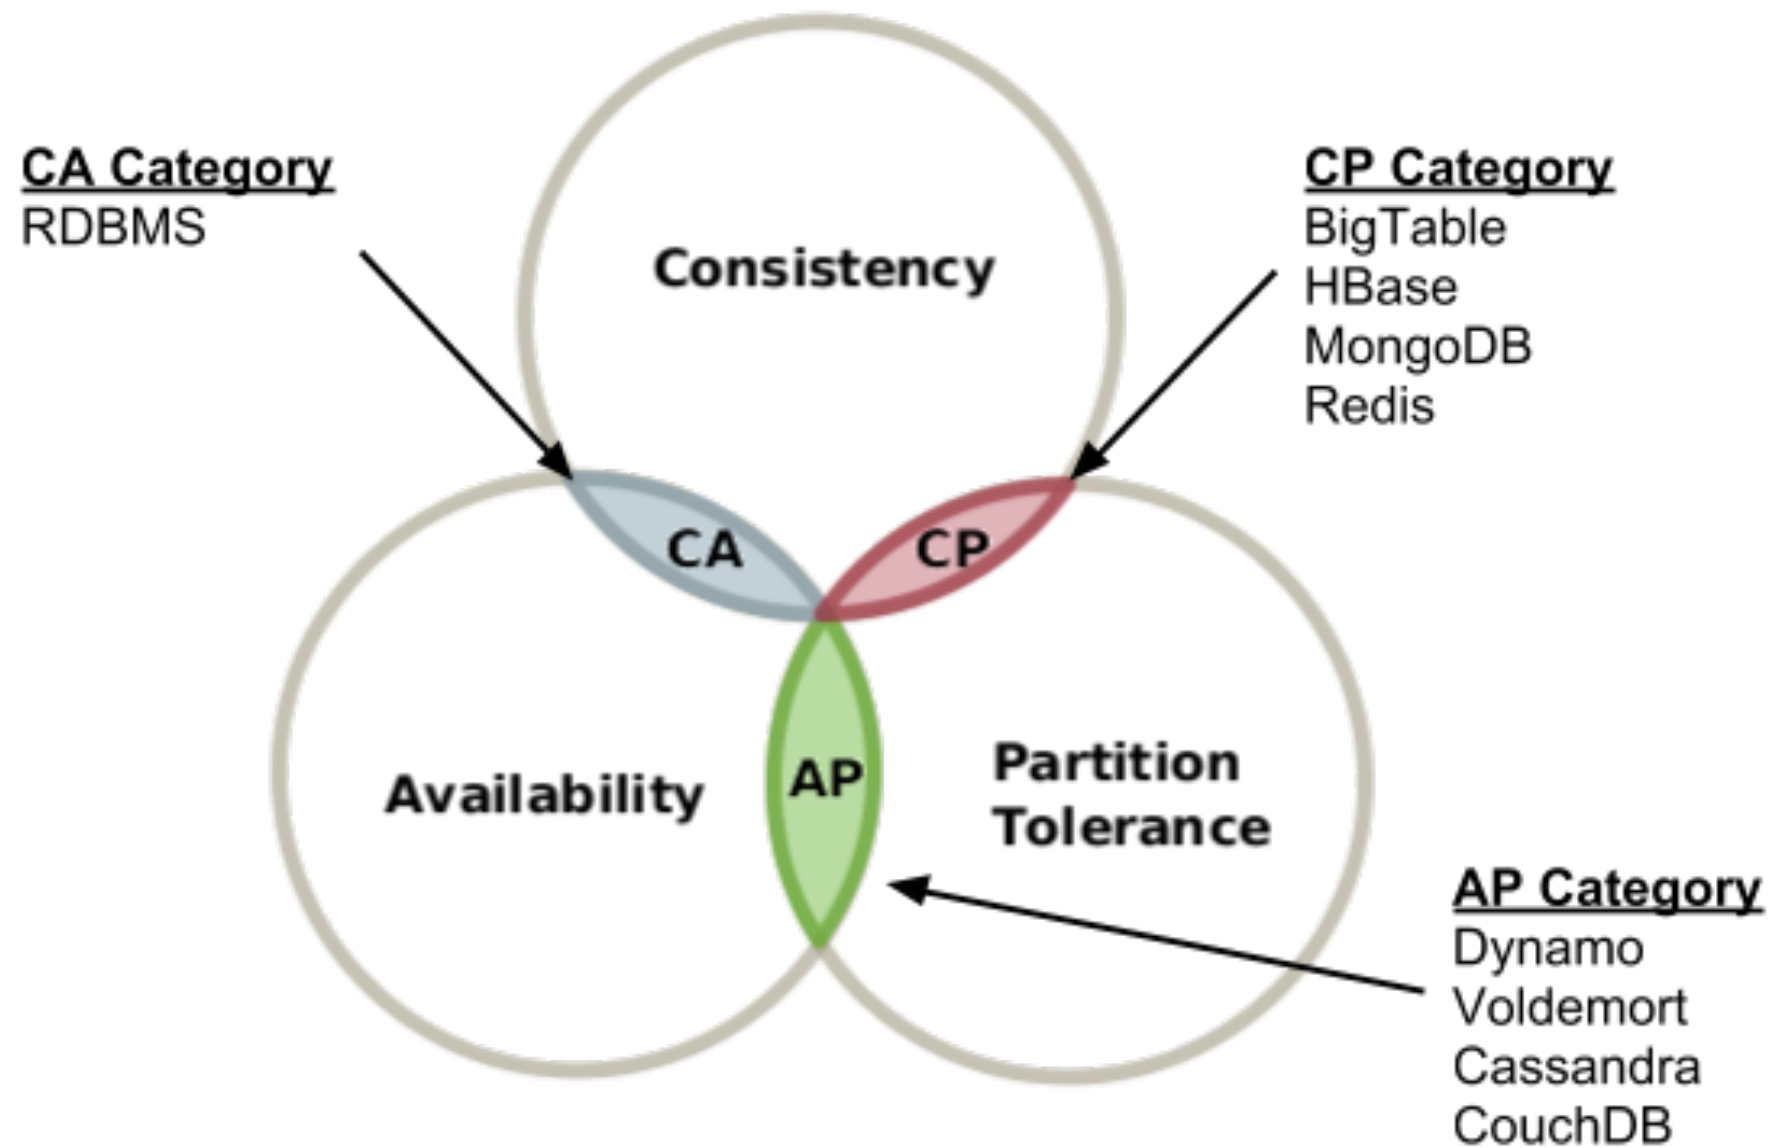 CA Category
RDBMS
CP Category
BigTable
HBase
MongoDB
Redis
Consistency
CA
CP
Availability
AP
Partition
Tolerance
AP Category
Dynamo
Voldemort
Cassandra
CouchDB